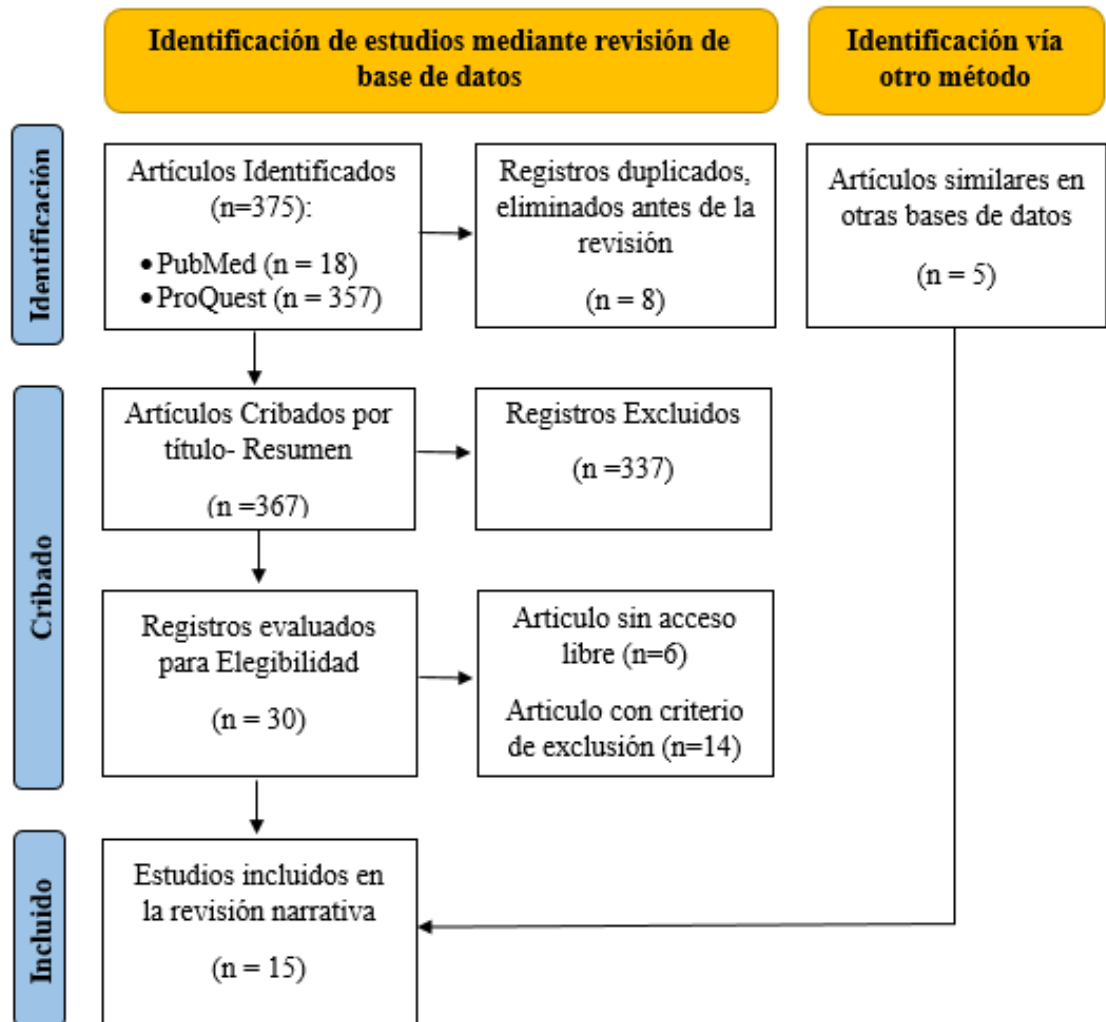 Identificación de estudios mediante revisión de
base de datos
Identificación vía
otro método
Identificación
Artículos Identificados
(n=375):
•PubMed (n = 18)
•ProQuest (n = 357)
Registros duplicados,
eliminados antes de la
revisión
(n = 8)
Artículos similares en
otras bases de datos
(n = 5)
Cribado
Artículos Cribados por
título- Resumen
(n =367)
Registros Excluidos
(n =337)
Registros evaluados
para Elegibilidad
(n = 30)
Articulo sin acceso
libre (n=6)
Articulo con criterio
de exclusión (n=14)
Incluido
Estudios incluidos en
la revisión narrativa
(n = 15)